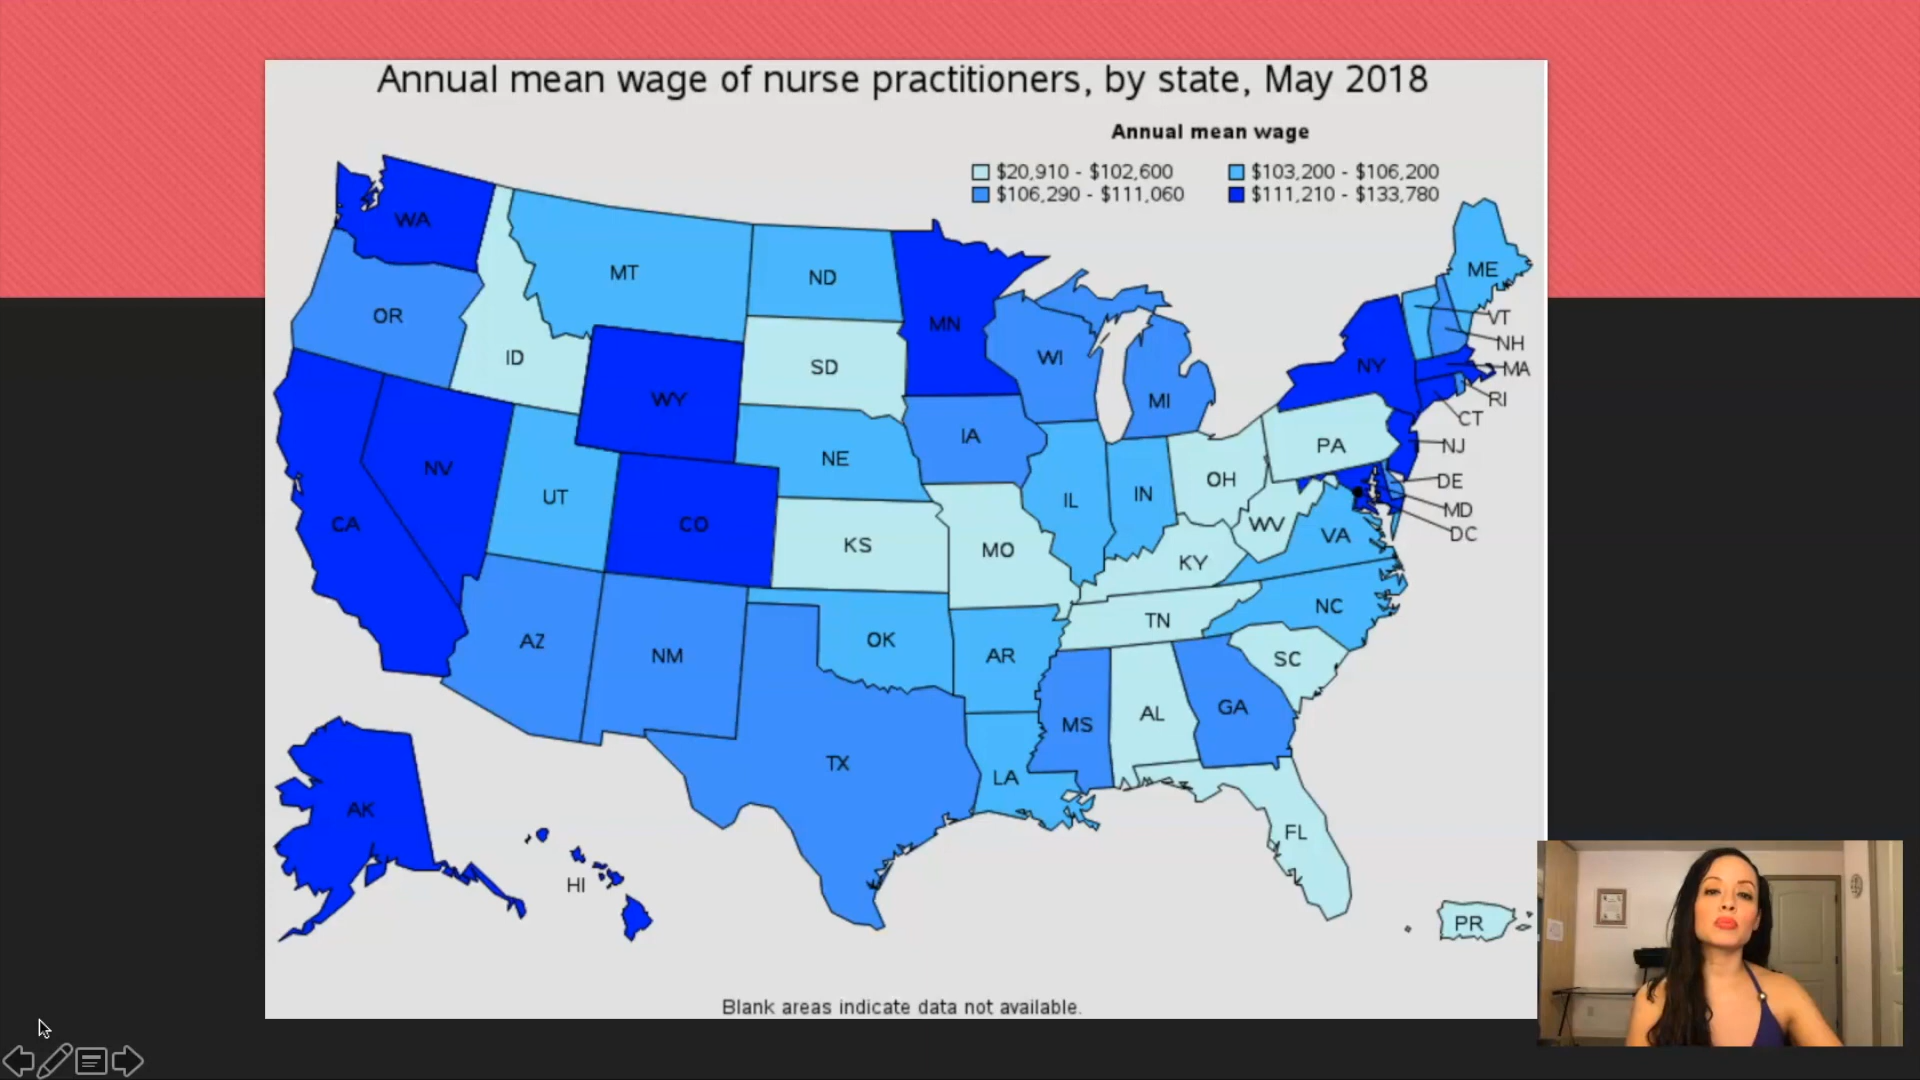 Annual mean wage of nurse practitioners, by state, May 2018
Annual mean wage
$20,910 - $102,600
$103,200 - $106,200
$106,290 - $111,060
$111,210 - $133,780
WA
MT
ND
MN
ME
OR
ID
SD
WI
MI
NY
VT
NH
MA
RI
CT
WY
NE
IA
PA
NJ
NV
UT
CO
IL
IN
OH
DE
MD
DC
CA
KS
MO
WV
VA
KY
AZ
NM
OK
AR
TN
NC
SC
TX
MS
AL
GA
LA
AK
HI
FL
PR
Blank areas indicate data not available.